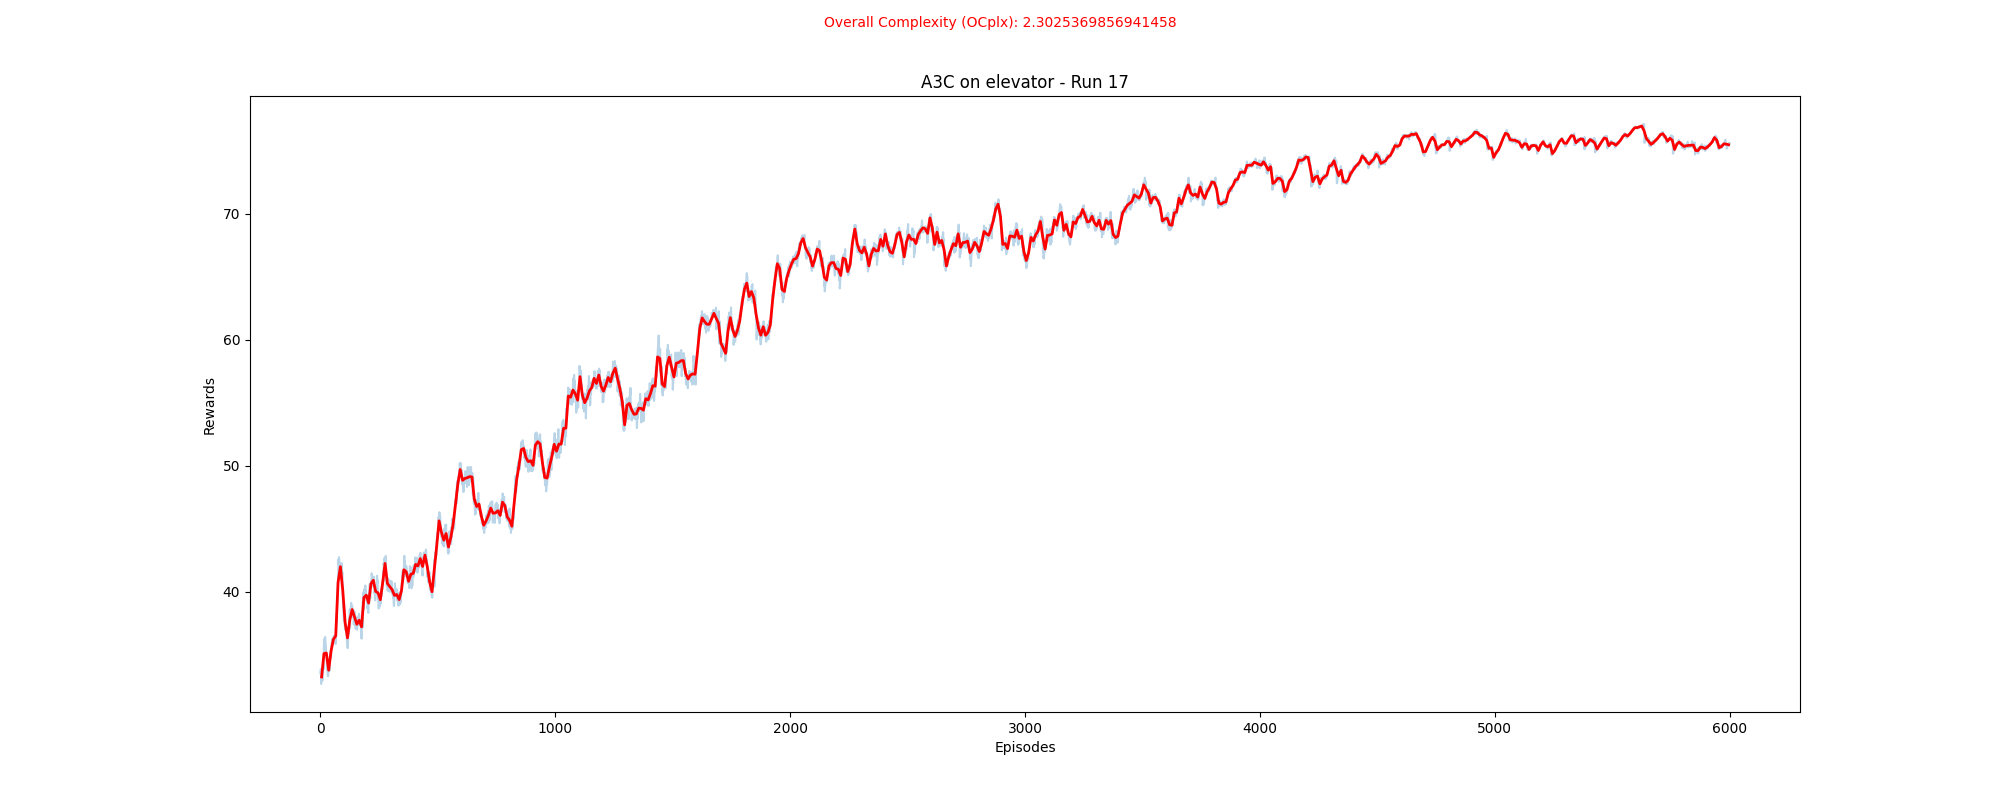 Overall Complexity (OCplx): 2.3025369856941458
A3C on elevator - Run 17
70
60
50
40
Rewards
0 1000 2000 3000 4000 5000 6000
Episodes